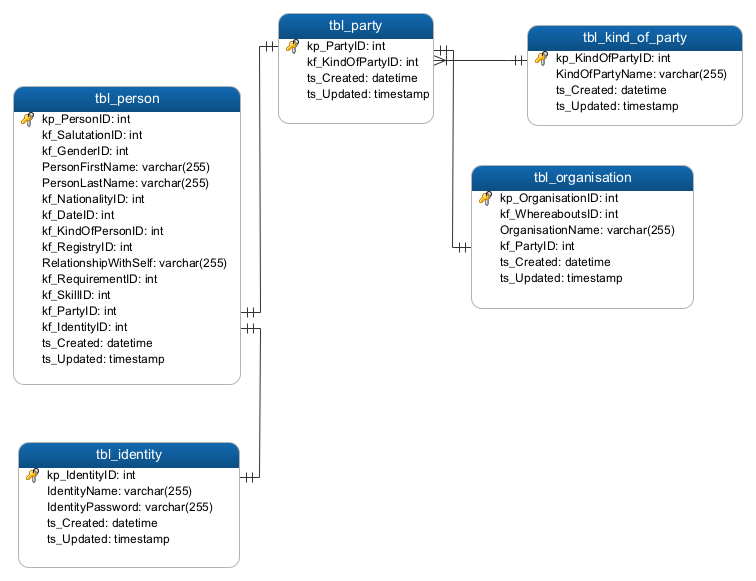 tbl_party
kp_PartyID: int
kf_KindOfPartyID: int
ts_Created: datetime
ts_Updated: timestamp
tbl_kind_of_party
kp_KindOfPartyID: int
KindOfPartyName: varchar(255)
ts_Created: datetime
ts_Updated: timestamp
tbl_person
kp_PersonID: int
kf_SalutationID: int
kf_GenderID: int
PersonFirstName: varchar(255)
PersonLastName: varchar(255)
kf_NationalityID: int
kf_DateID: int
kf_KindOfPersonID: int
kf_RegistryID: int
RelationshipWithSelf: varchar(255)
kf_RequirementID: int
kf_SkillID: int
kf_PartyID: int
kf_IdentityID: int
ts_Created: datetime
ts_Updated: timestamp
tbl_organisation
kp_OrganisationID: int
kf_WhereaboutsID: int
OrganisationName: varchar(255)
kf_PartyID: int
ts_Created: datetime
ts_Updated: timestamp
tbl_identity
kp_IdentityID: int
IdentityName: varchar(255)
IdentityPassword: varchar(255)
ts_Created: datetime
ts_Updated: timestamp